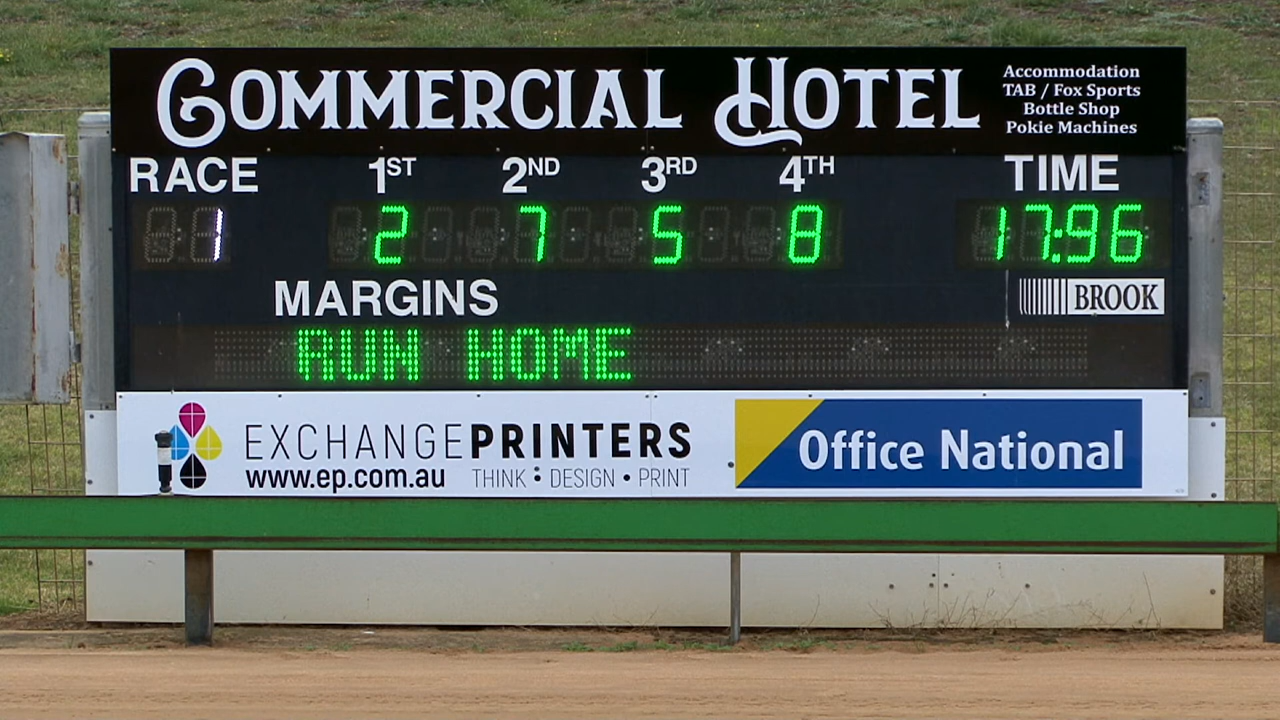 COMMERCIAL HOTEL
Accommodation
TAB / Fox Sports
Bottle Shop
Pokie Machines
RACE 1ST 2ND 3RD 4TH TIME
1 2 7 5 8 17:96
MARGINS
BROOK
RUN HOME
EXCHANGEPRINTERS
www.ep.com.au THINK : DESIGN • PRINT
Office National